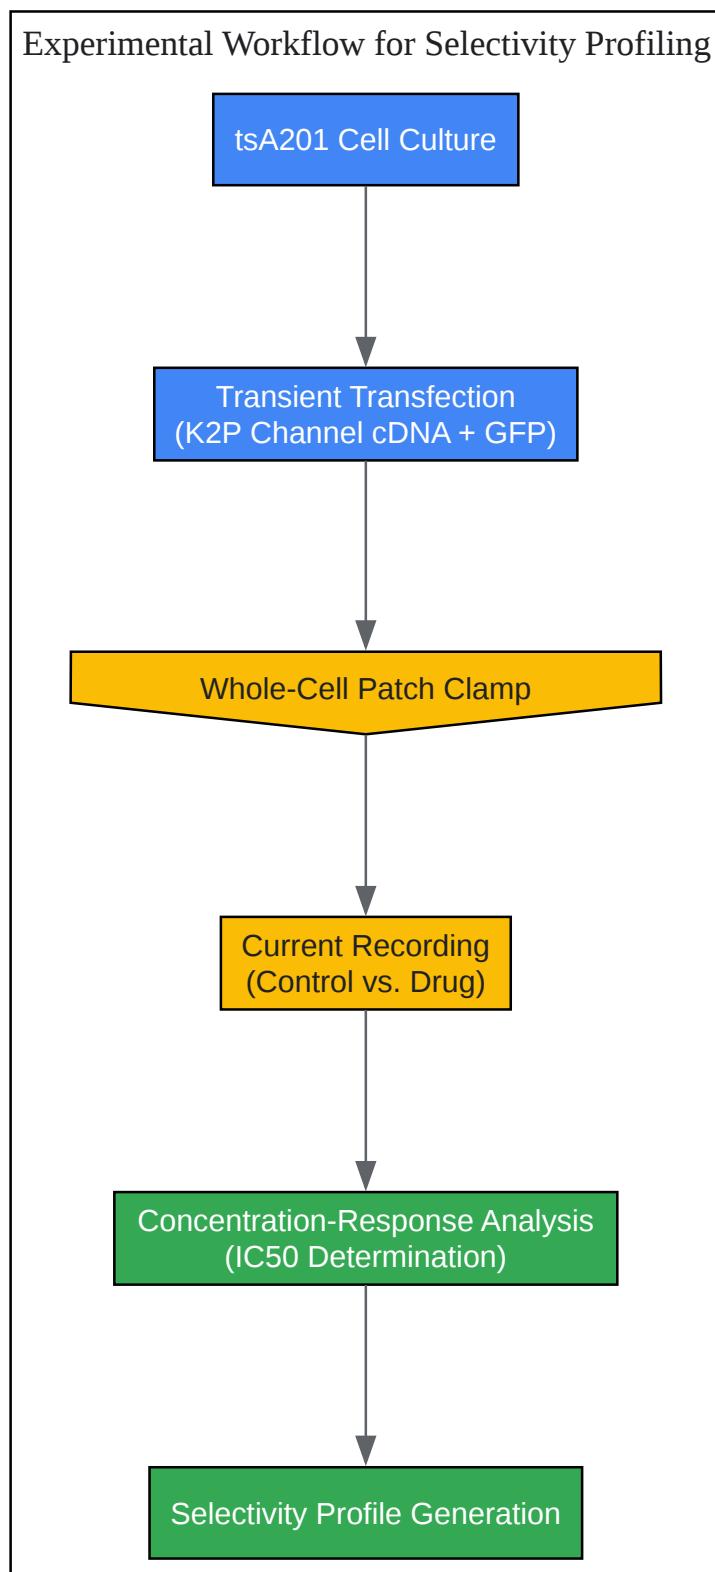 Experimental Workflow for Selectivity Profiling
tsA201 Cell Culture
Transient Transfection
(K2P Channel cDNA + GFP)
Whole-Cell Patch Clamp
Current Recording
(Control vs. Drug)
Concentration-Response Analysis
(IC50 Determination)
Selectivity Profile Generation